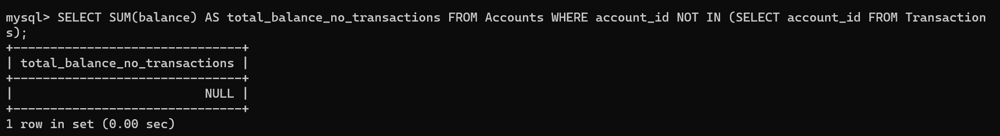 mysql> SELECT SUM(balance) AS total_balance_no_transactions FROM Accounts WHERE account_id NOT IN (SELECT account_id FROM Transaction
s);
+-------------------------------+
| total_balance_no_transactions |
+-------------------------------+
|                          NULL |
+-------------------------------+
1 row in set (0.00 sec)